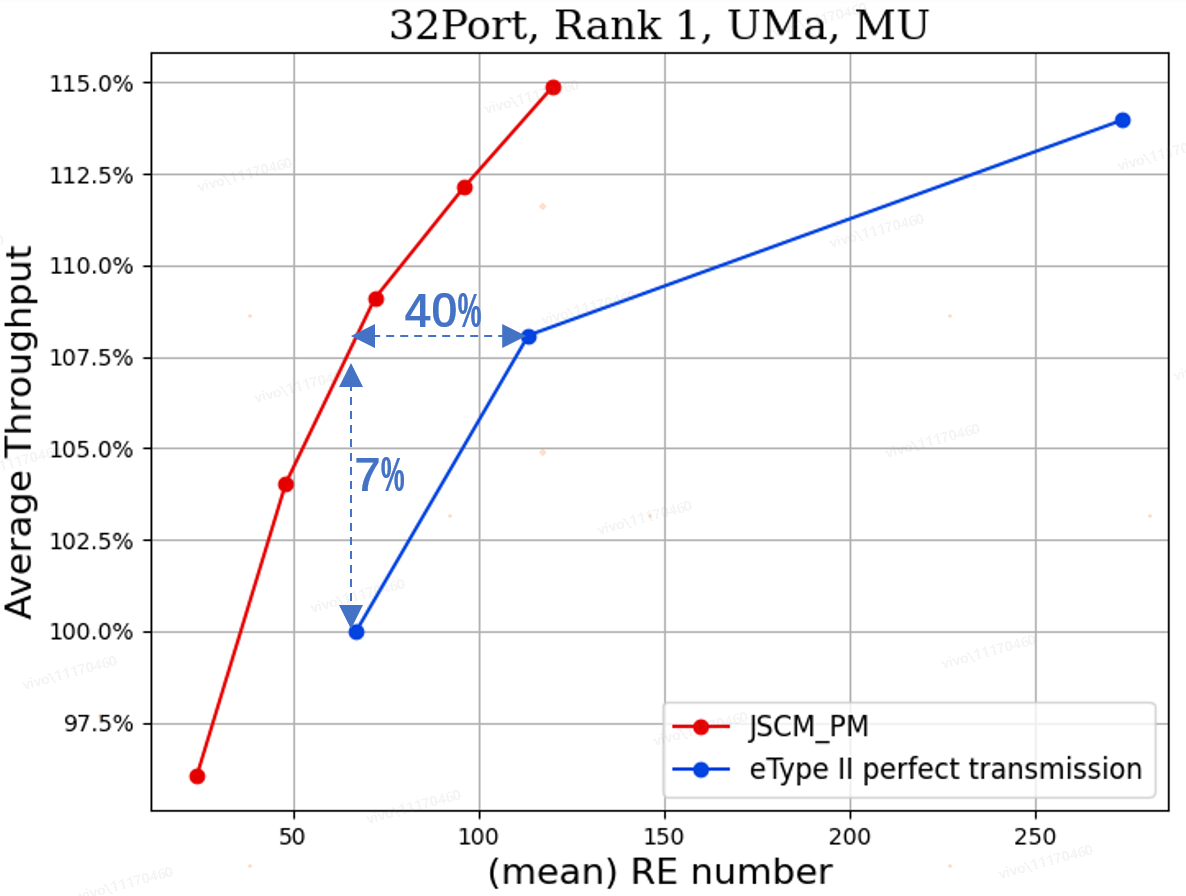 32Port, Rank 1, UMa, MU
115.0%
112.5%
110.0%
107.5%
105.0%
102.5%
100.0%
97.5%
Average Throughput
40%
7%
JSCM_PM
eType II perfect transmission
50
100
150
200
250
(mean) RE number
vivo\11170460